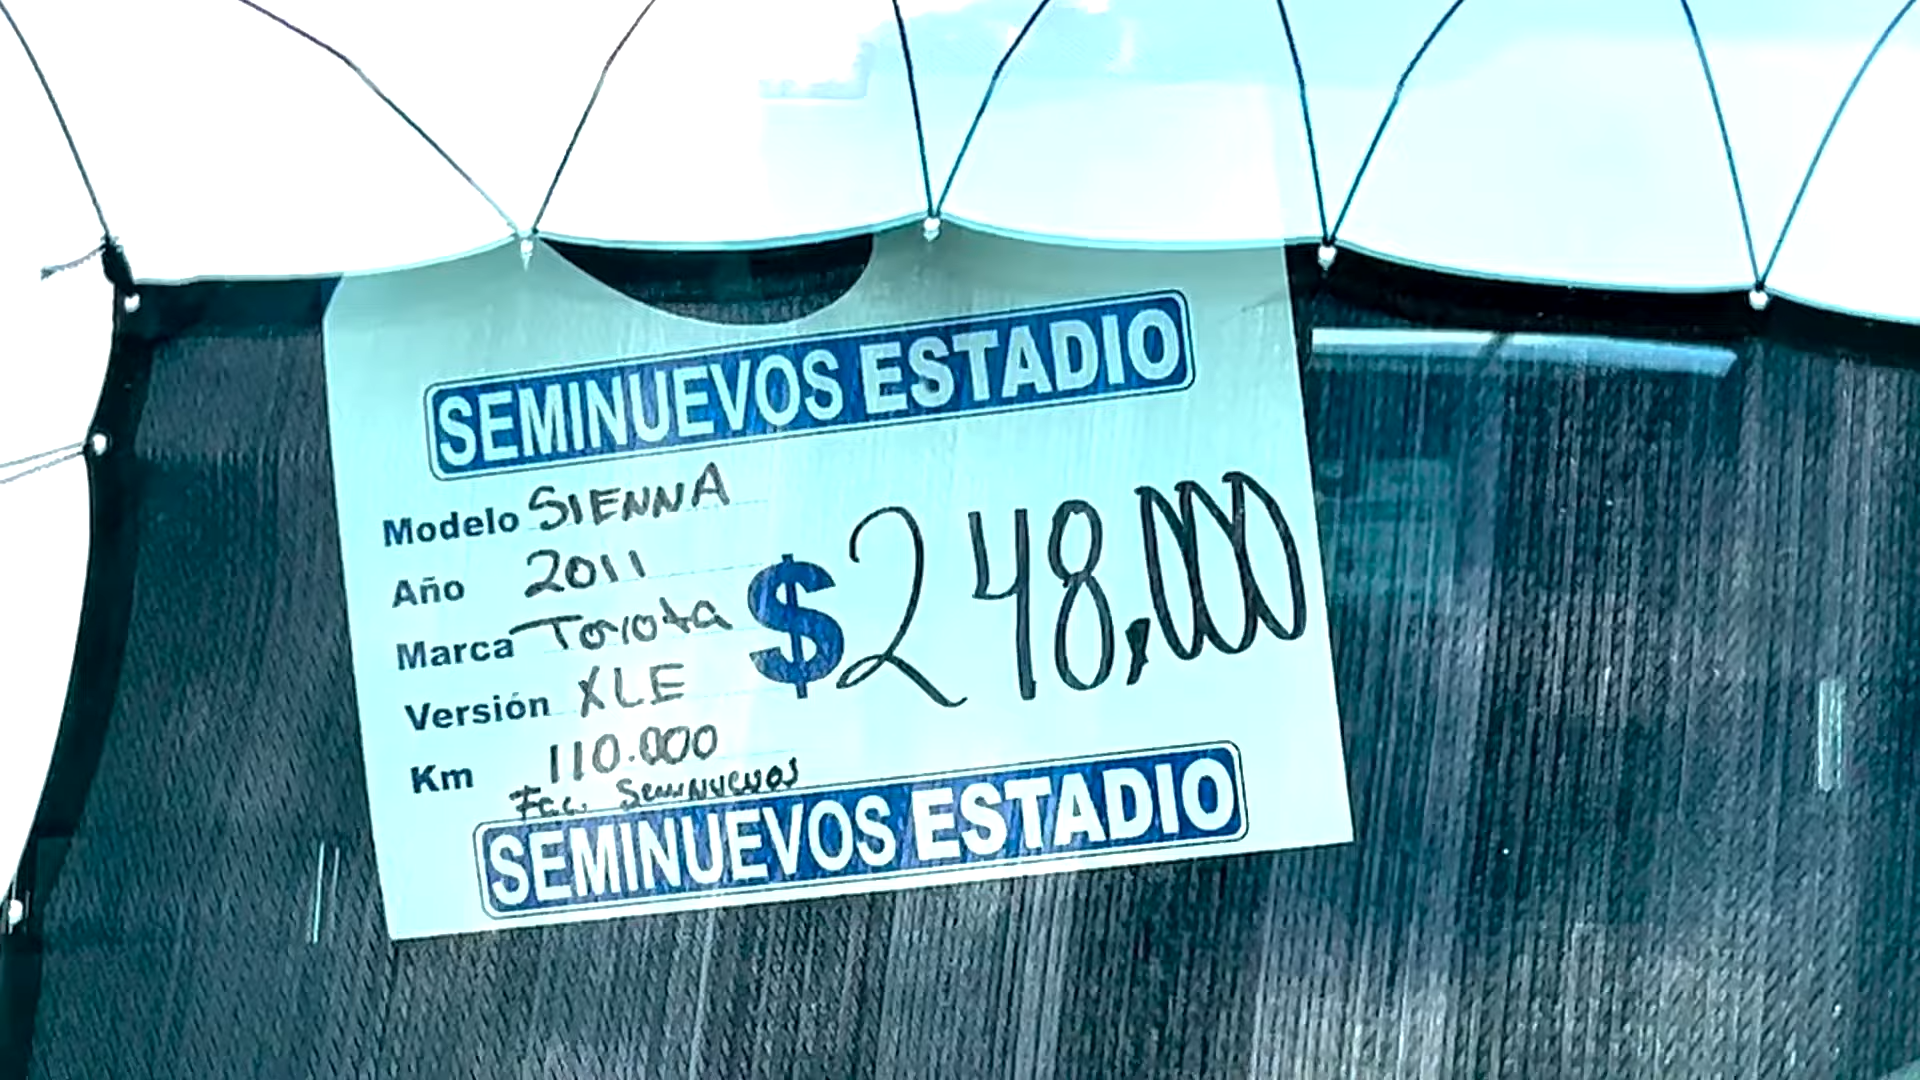 SEMINUEVOS ESTADIO
Modelo SIENNA
Año 2011
Marca Toyota
$248,000
Versión XLE
Km 110.000
Fac. Seminuevos
SEMINUEVOS ESTADIO